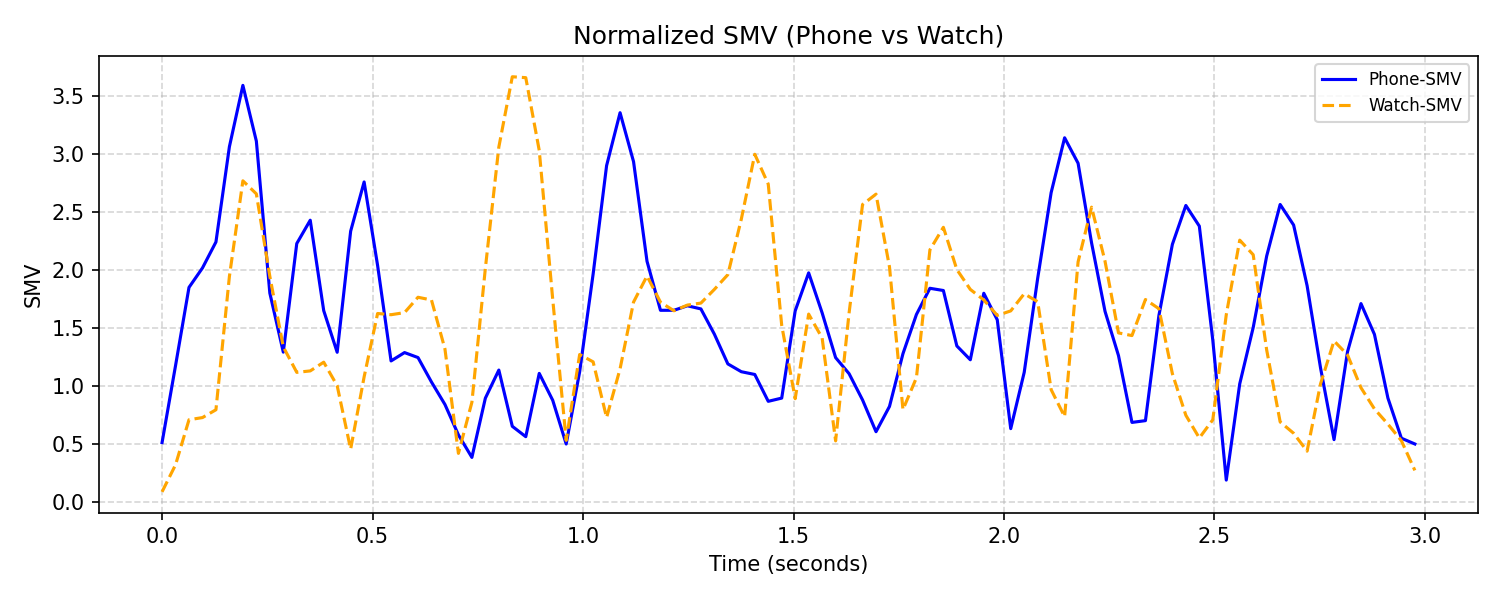 Normalized SMV (Phone vs Watch)
Phone-SMV
Watch-SMV
SMV
3.5
3.0
2.5
2.0
1.5
1.0
0.5
0.0
0.0 0.5 1.0 1.5 2.0 2.5 3.0
Time (seconds)